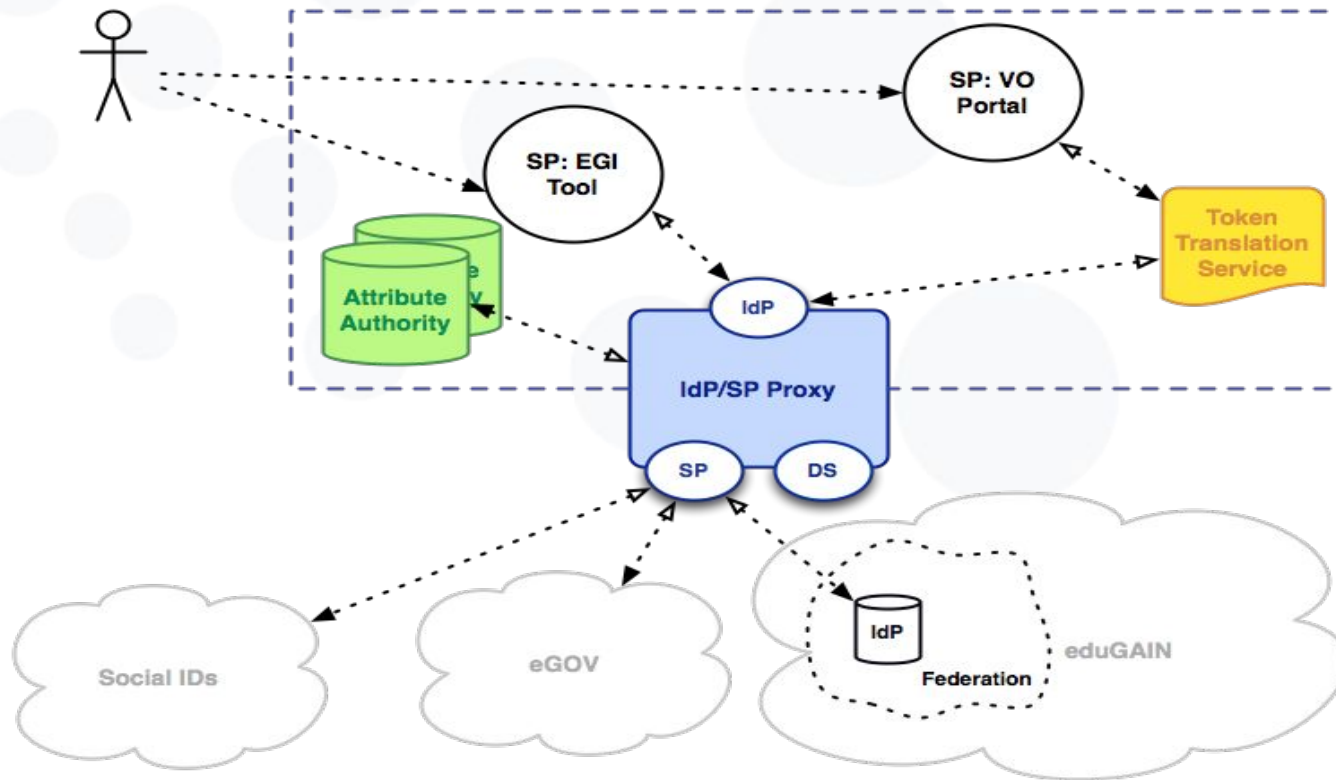 SP: VO
Portal
SP: EGI
Tool
Token
Translation
Service
Attribute
Authority
IdP
IdP/SP Proxy
SP
DS
Social IDs
eGOV
IdP
Federation
eduGAIN